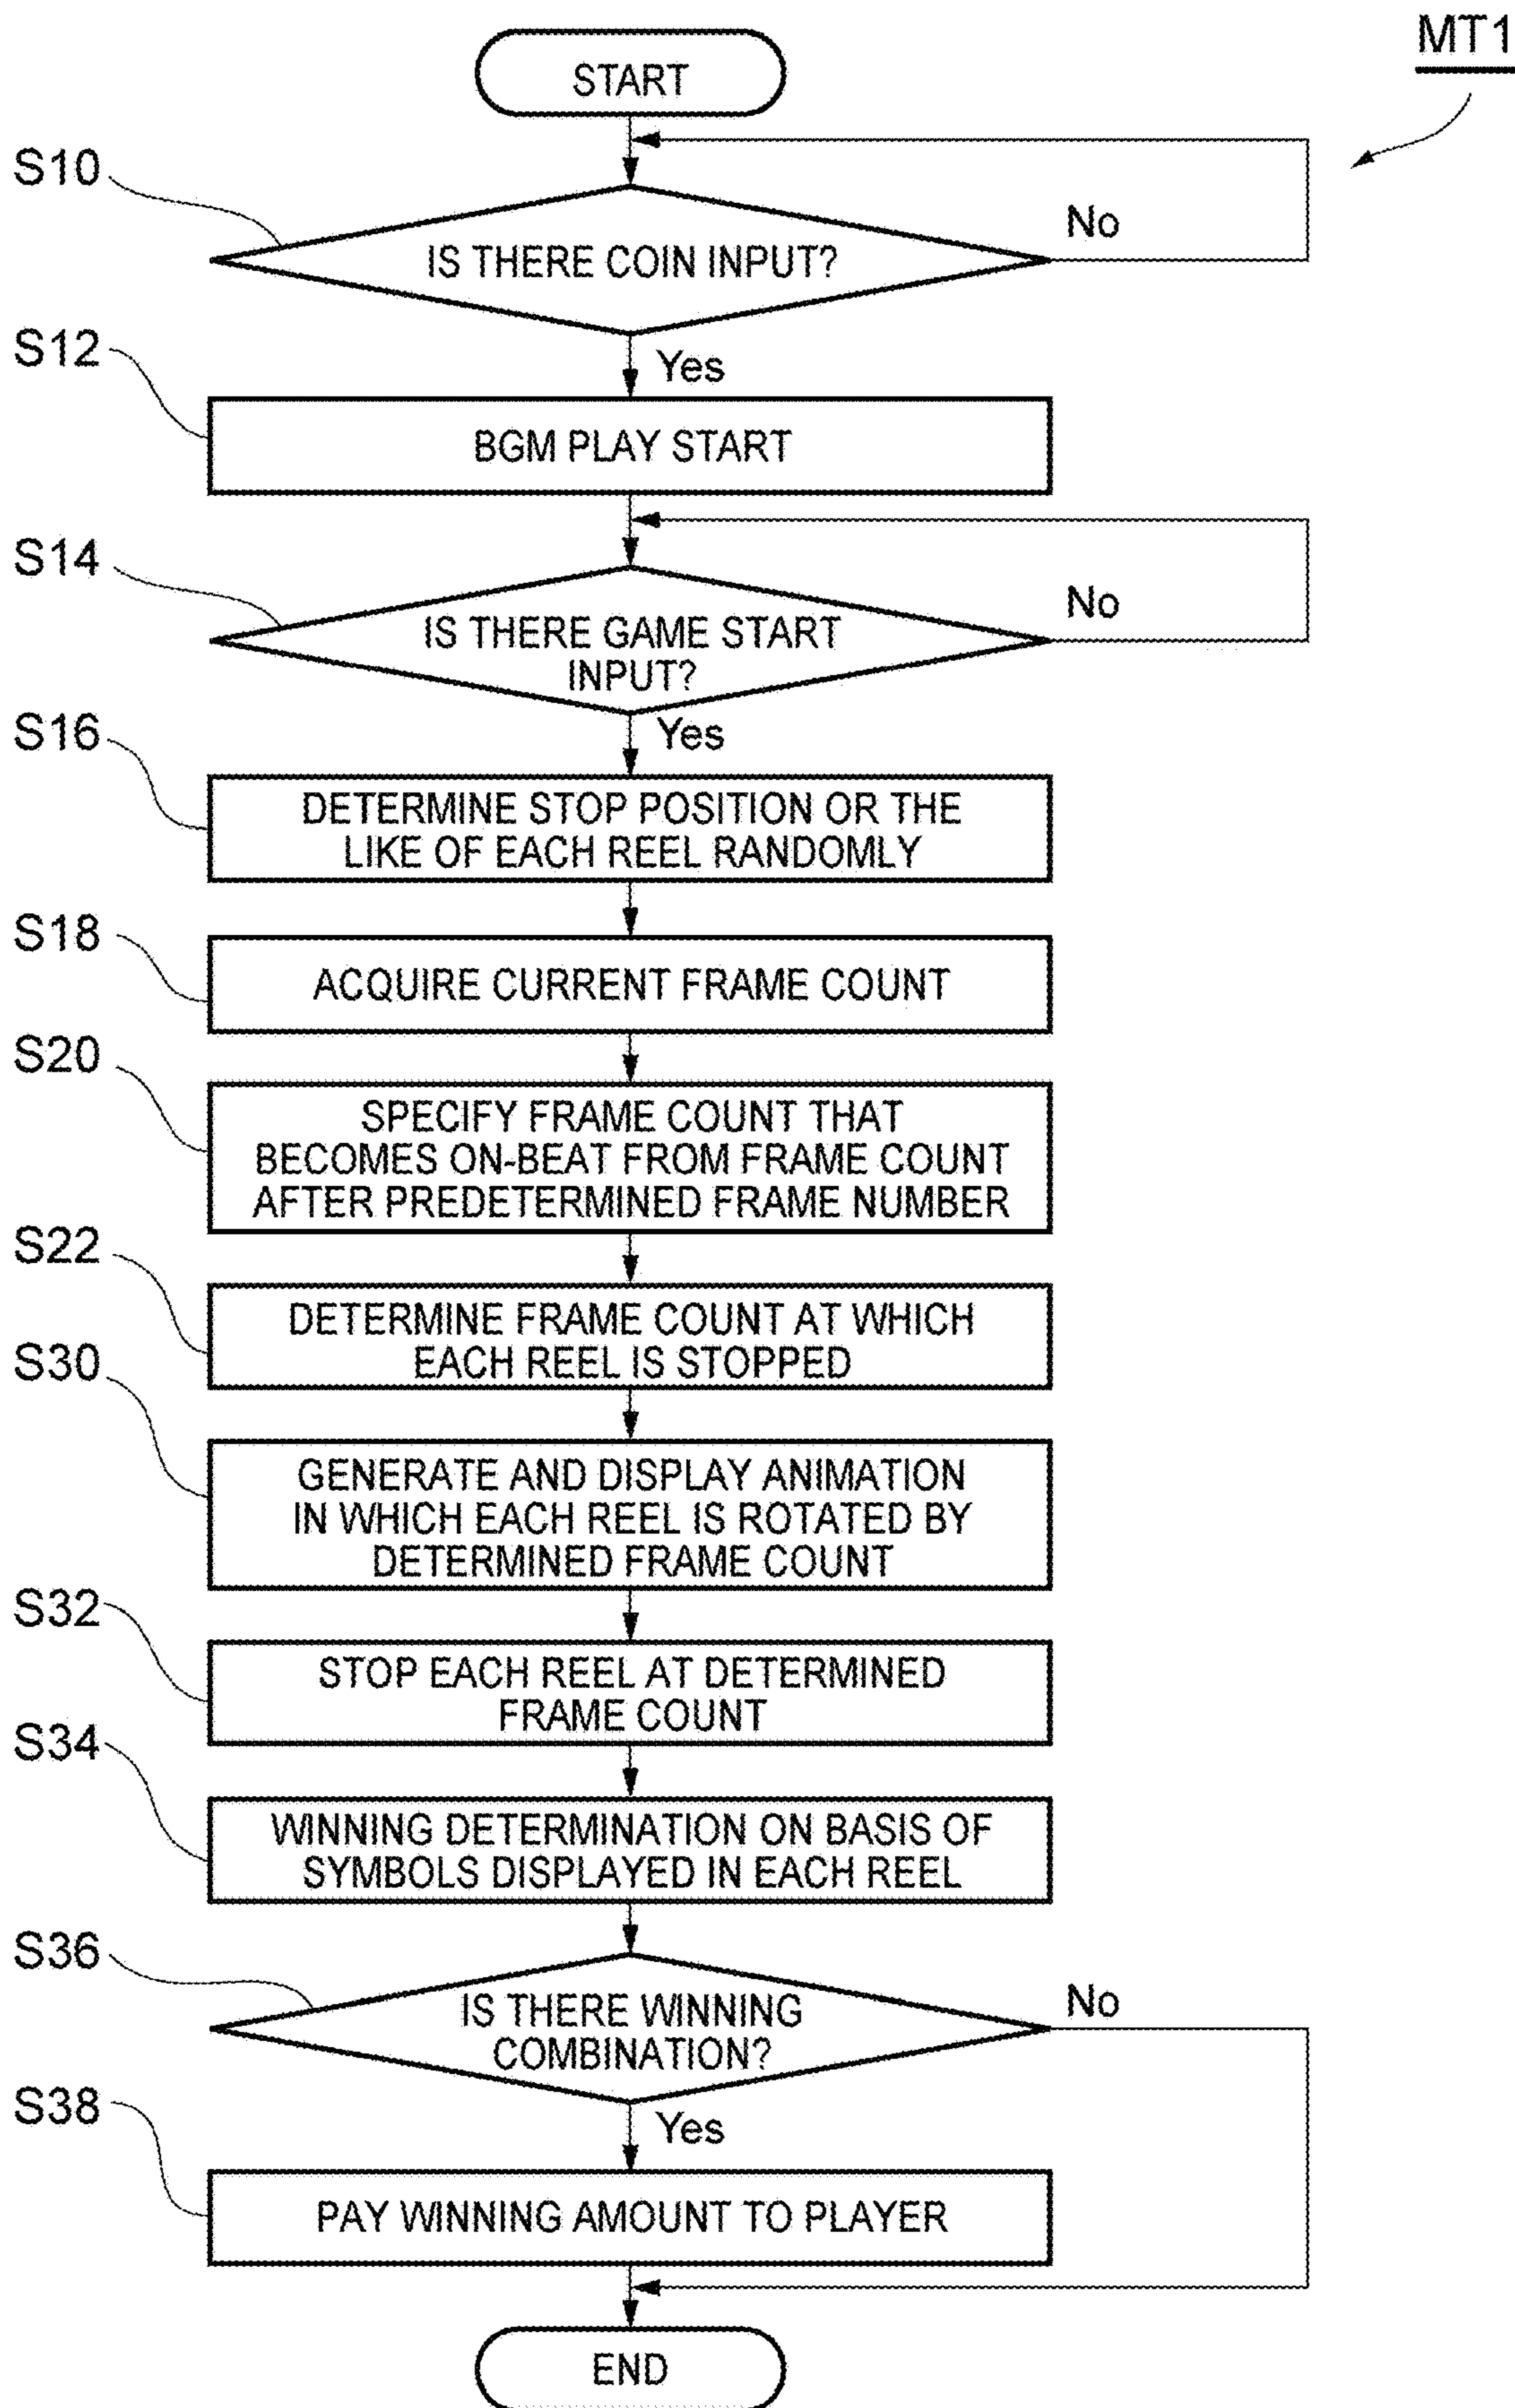 MT1
START
S10
No
IS THERE COIN INPUT?
S12
Yes
BGM PLAY START
S14
No
IS THERE GAME START
INPUT?
S16
Yes
DETERMINE STOP POSITION OR THE
LIKE OF EACH REEL RANDOMLY
S18
ACQUIRE CURRENT FRAME COUNT
S20
SPECIFY FRAME COUNT THAT
BECOMES ON-BEAT FROM FRAME COUNT
AFTER PREDETERMINED FRAME NUMBER
S22
DETERMINE FRAME COUNT AT WHICH
EACH REEL IS STOPPED
S30
GENERATE AND DISPLAY ANIMATION
IN WHICH EACH REEL IS ROTATED BY
DETERMINED FRAME COUNT
S32
STOP EACH REEL AT DETERMINED
FRAME COUNT
S34
WINNING DETERMINATION ON BASIS OF
SYMBOLS DISPLAYED IN EACH REEL
S36
No
IS THERE WINNING
COMBINATION?
S38
Yes
PAY WINNING AMOUNT TO PLAYER
END